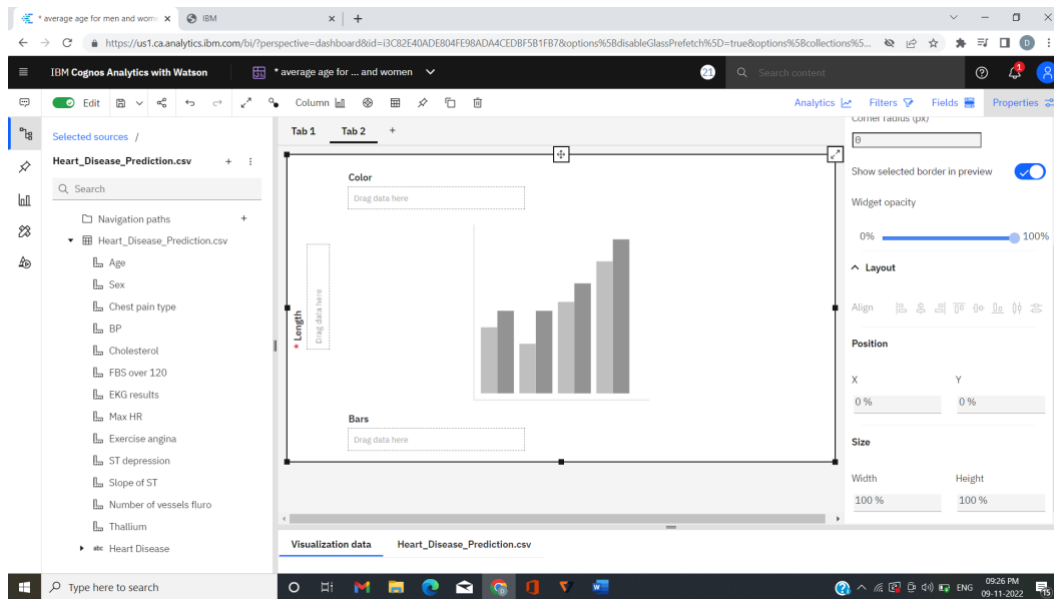 * average age for men and wom
IBM
https://us1.ca.analytics.ibm.com/bi/?perspective=dashboard&id=i3C82E40ADE804FE98ADA4CEDBF5B1FB7&options%5BdisableGlassPrefetch%5D=true&options%5Bcollections%5...
D
IBM Cognos Analytics with Watson
* average age for ... and women
21
Search content
1
Edit
Column
Analytics
Filters
Fields
Properties
Selected sources /
Heart_Disease_Prediction.csv
Search
Navigation paths
Heart_Disease_Prediction.csv
Age
Sex
Chest pain type
BP
Cholesterol
FBS over 120
EKG results
Max HR
Exercise angina
ST depression
Slope of ST
Number of vessels fluro
Thallium
abc Heart Disease
Tab 1
Tab 2
Color
Drag data here
* Length
Drag data here
Bars
Drag data here
Visualization data
Heart_Disease_Prediction.csv
Corner radius (px)
0
Show selected border in preview
Widget opacity
0%
100%
Layout
Align
Position
X
Y
0 %
0 %
Size
Width
Height
100 %
100 %
Type here to search
ENG
09:26 PM
09-11-2022
15